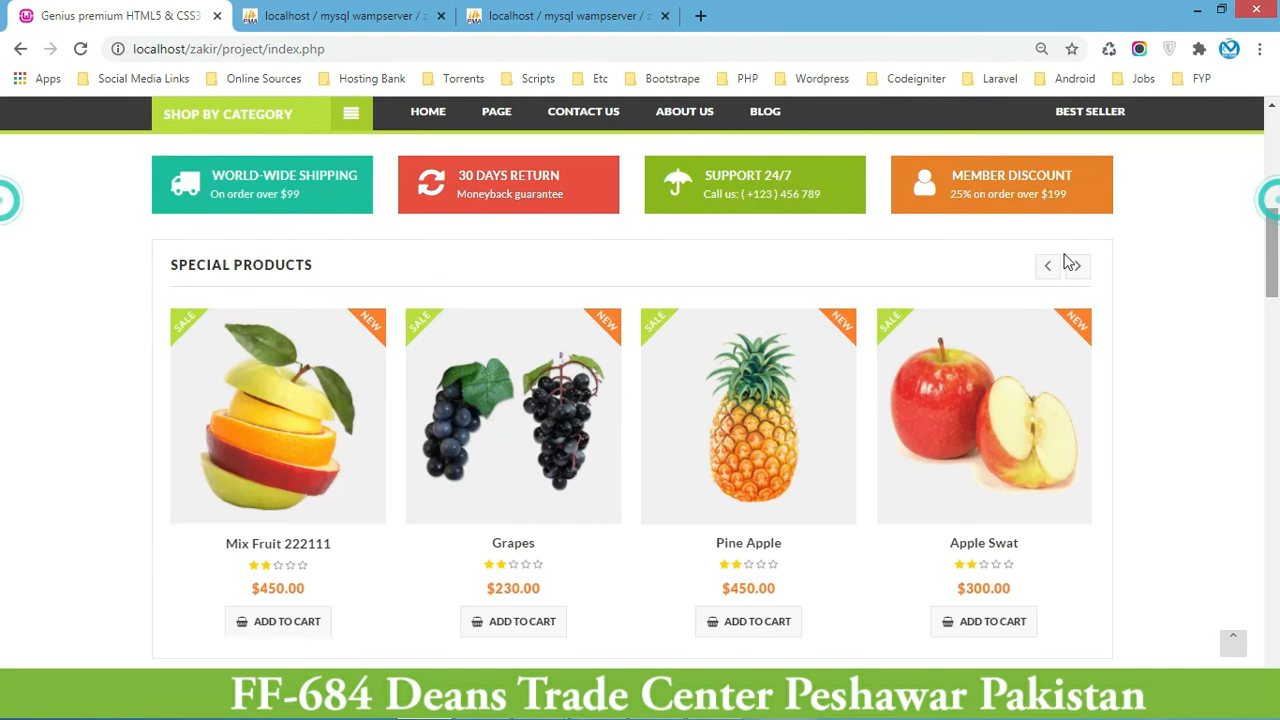 Genius premium HTML5 & CSS3
localhost / mysql wampserver / z
localhost / mysql wampserver / z
localhost/zakir/project/index.php
Apps Social Media Links Online Sources Hosting Bank Torrents Scripts Etc Bootstrape PHP Wordpress Codeigniter Laravel Android Jobs FYP
SHOP BY CATEGORY HOME PAGE CONTACT US ABOUT US BLOG BEST SELLER
WORLD-WIDE SHIPPING
On order over $99
30 DAYS RETURN
Moneyback guarantee
SUPPORT 24/7
Call us: ( +123 ) 456 789
MEMBER DISCOUNT
25% on order over $199
SPECIAL PRODUCTS
SALE NEW SALE NEW SALE NEW SALE NEW
Mix Fruit 222111 Grapes Pine Apple Apple Swat
$450.00 $230.00 $450.00 $300.00
ADD TO CART ADD TO CART ADD TO CART ADD TO CART
FF-684 Deans Trade Center Peshawar Pakistan